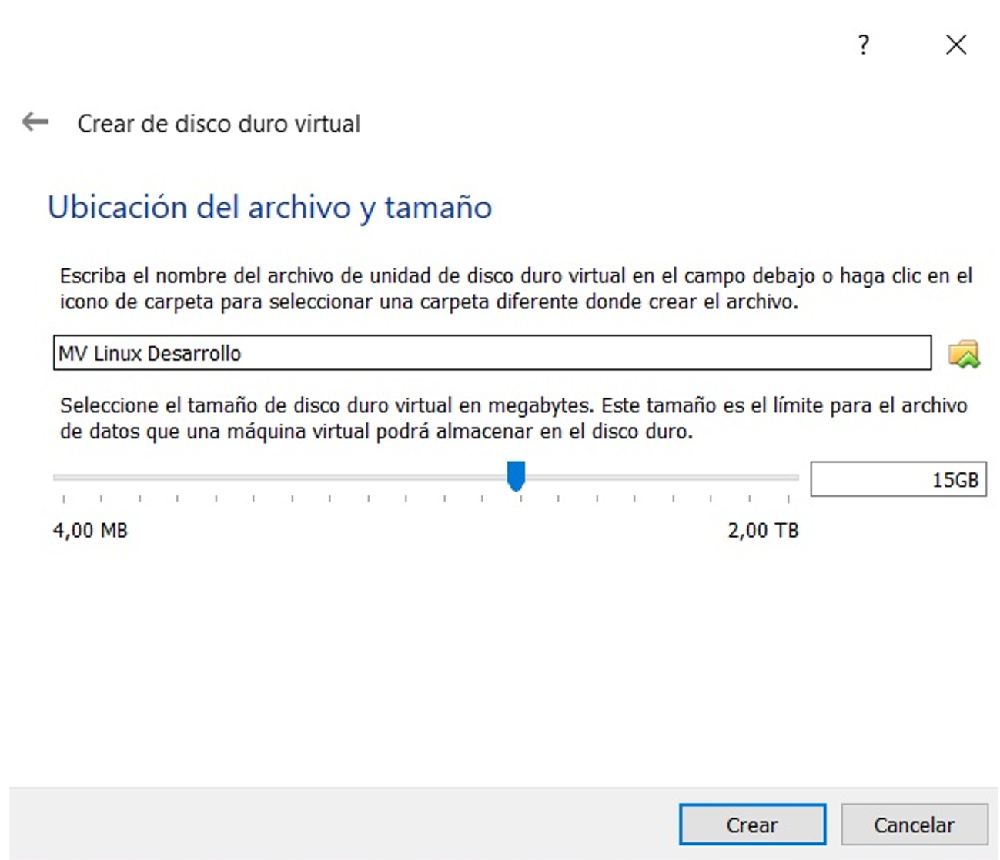 ?
Crear de disco duro virtual
Ubicación del archivo y tamaño
Escriba el nombre del archivo de unidad de disco duro virtual en el campo debajo o haga clic en el
icono de carpeta para seleccionar una carpeta diferente donde crear el archivo.
MV Linux Desarrollo
Seleccione el tamaño de disco duro virtual en megabytes. Este tamaño es el límite para el archivo
de datos que una máquina virtual podrá almacenar en el disco duro.
15GB
4,00 MB 2,00 TB
Crear Cancelar